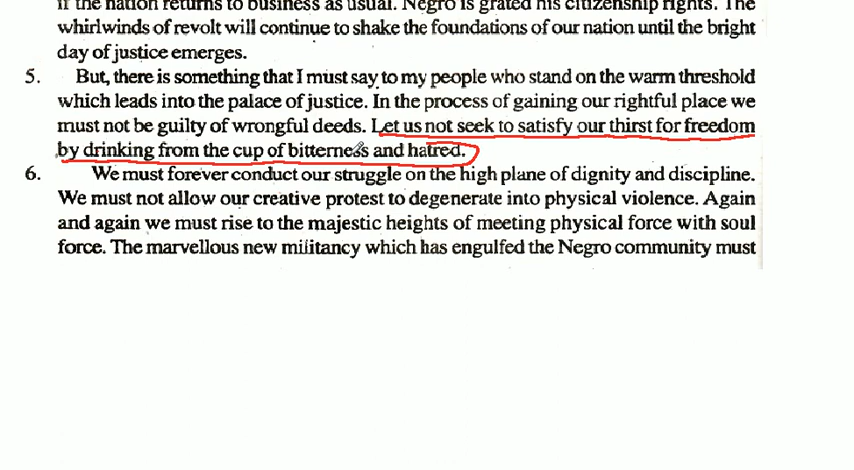 if the nation returns to business as usual. Negro is grated his citizenship rights. The
whirlwinds of revolt will continue to shake the foundations of our nation until the bright
day of justice emerges.
5. But, there is something that I must say to my people who stand on the warm threshold
which leads into the palace of justice. In the process of gaining our rightful place we
must not be guilty of wrongful deeds. Let us not seek to satisfy our thirst for freedom
by drinking from the cup of bitterness and hatred.
6. We must forever conduct our struggle on the high plane of dignity and discipline.
We must not allow our creative protest to degenerate into physical violence. Again
and again we must rise to the majestic heights of meeting physical force with soul
force. The marvellous new militancy which has engulfed the Negro community must